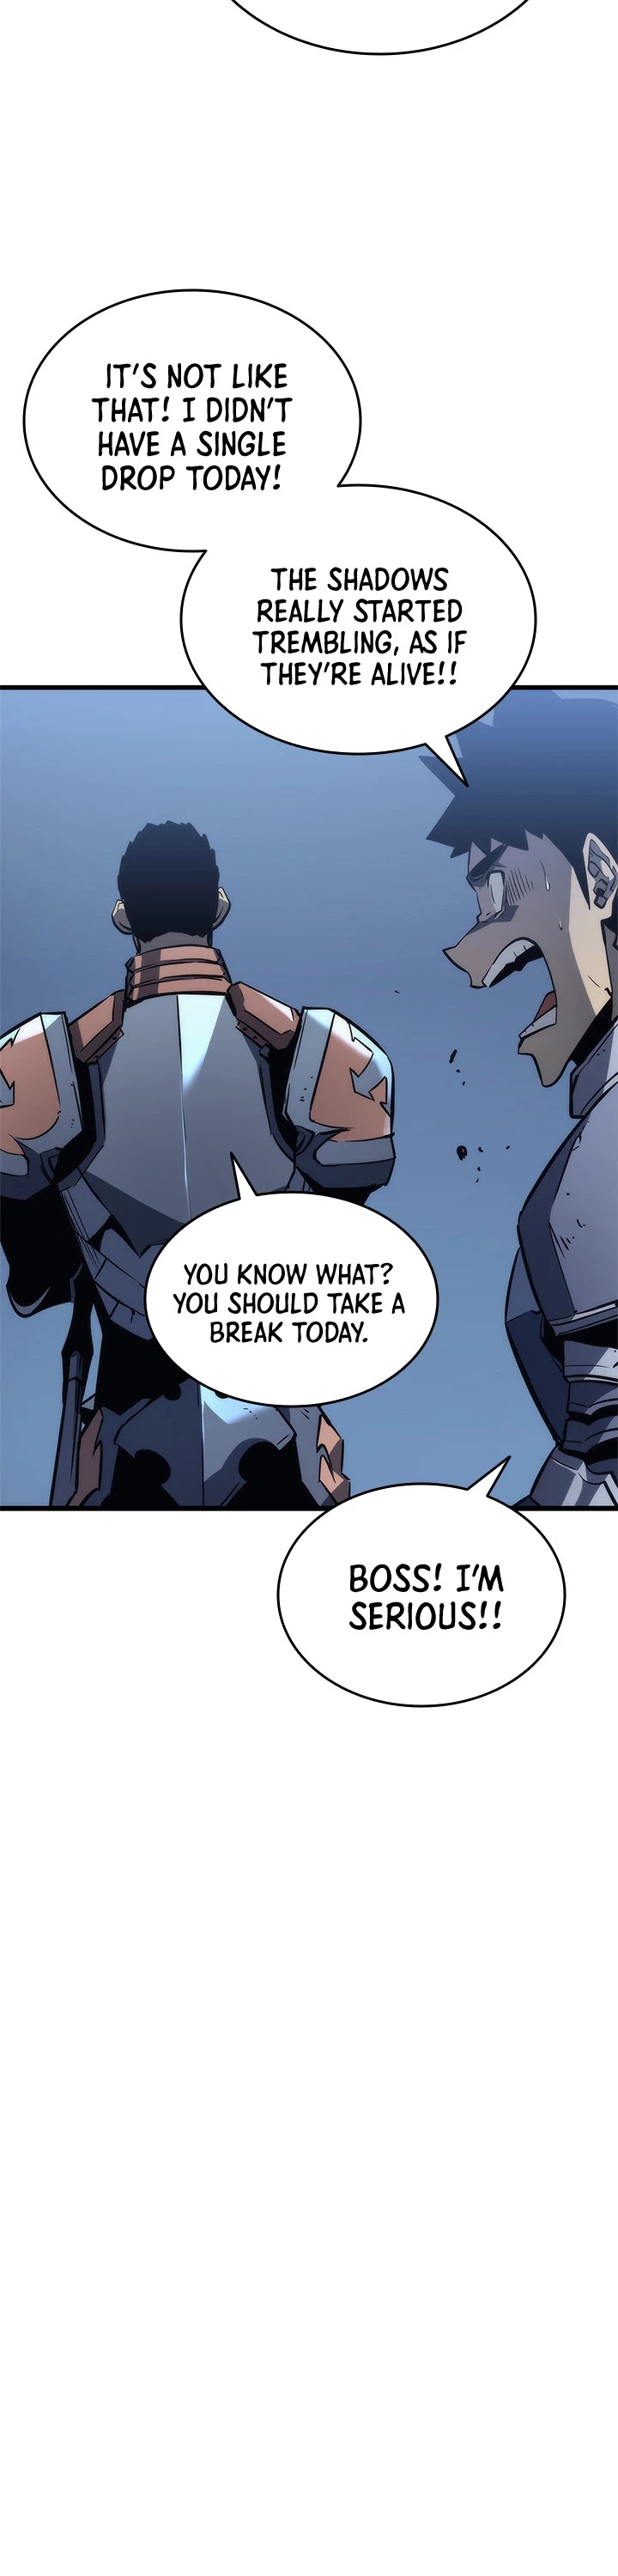 IT'S NOT LIKE
THAT! I DIDN'T
HAVE A SINGLE
DROP TODAY!
THE SHADOWS
REALLY STARTED
TREMBLING, AS IF
THEY'RE ALIVE!!
YOU KNOW WHAT?
YOU SHOULD TAKE A
BREAK TODAY.
BOSS! I'M
SERIOUS!!